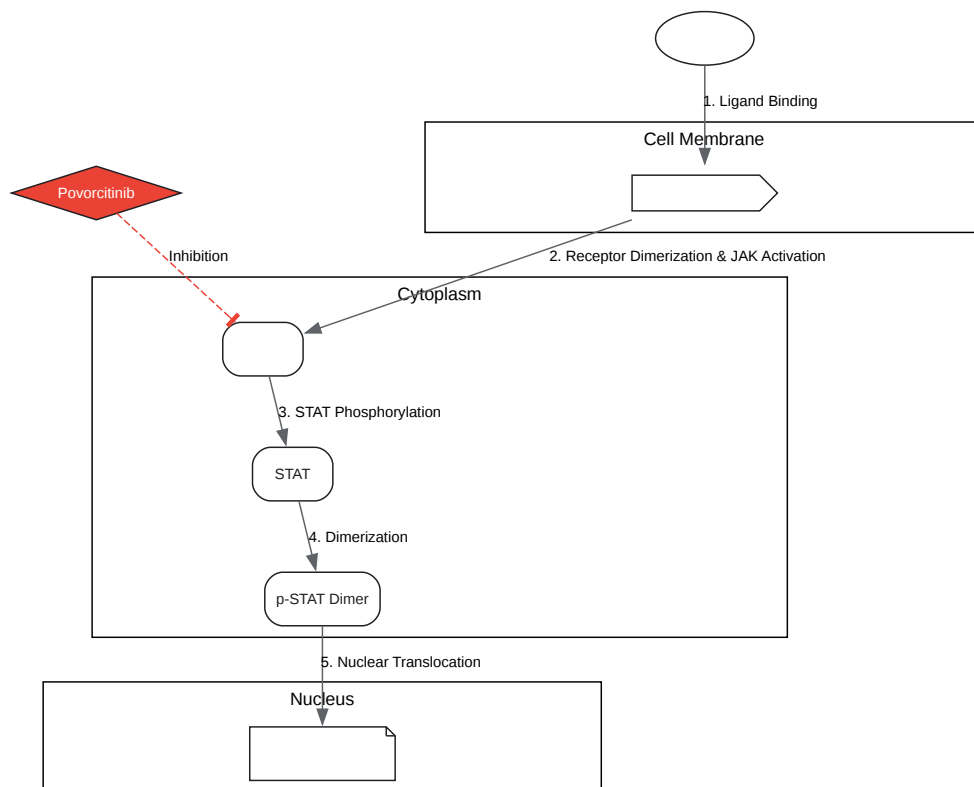 1. Ligand Binding
Cell Membrane
Povorcitinib
Inhibition
2. Receptor Dimerization & JAK Activation
Cytoplasm
3. STAT Phosphorylation
STAT
4. Dimerization
p-STAT Dimer
5. Nuclear Translocation
Nucleus